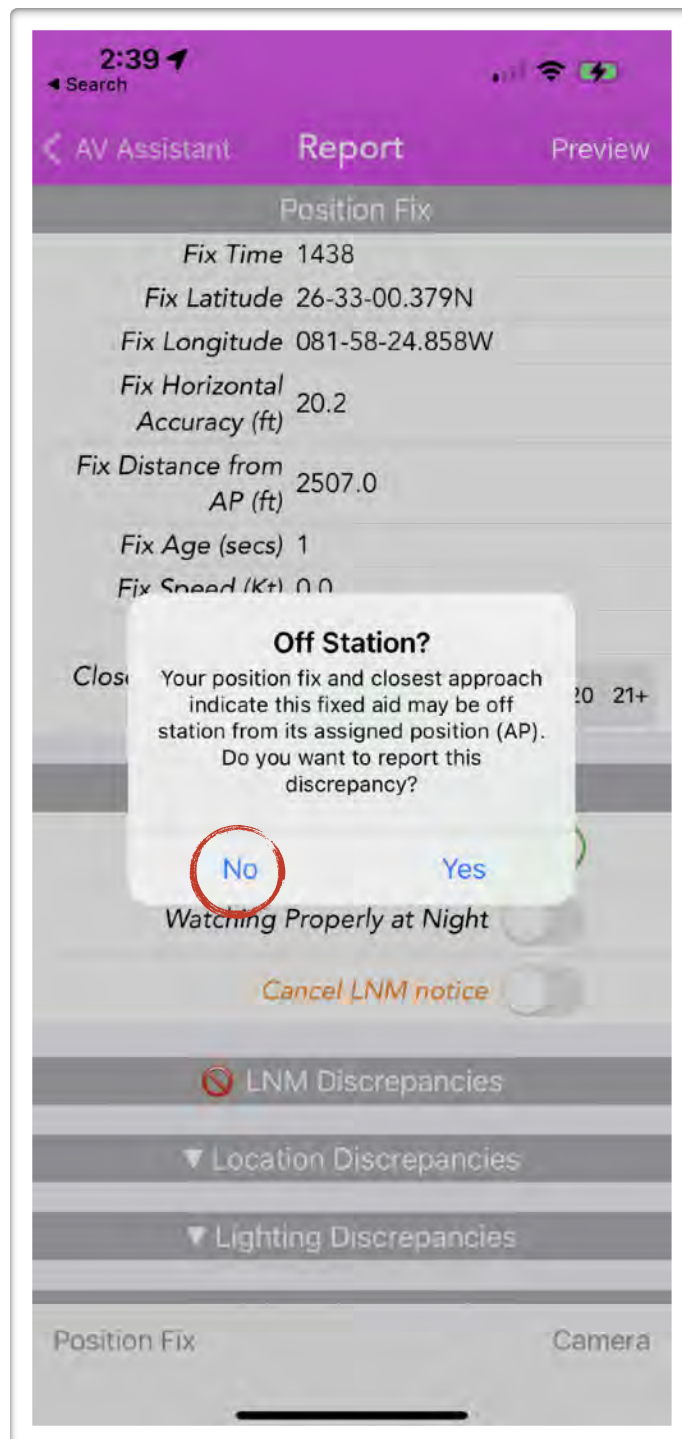 2:39
Search
AV Assistant Report Preview
Position Fix
Fix Time 1438
Fix Latitude 26-33-00.379N
Fix Longitude 081-58-24.858W
Fix Horizontal
Accuracy (ft) 20.2
Fix Distance from
AP (ft) 2507.0
Fix Age (secs) 1
Fix Speed (Kt) 0.0
Off Station?
Your position fix and closest approach
indicate this fixed aid may be off
station from its assigned position (AP).
Do you want to report this
discrepancy?
21+
No Yes
Watching Properly at Night
Cancel LNM notice
LNM Discrepancies
▼ Location Discrepancies
▼ Lighting Discrepancies
Position Fix Camera